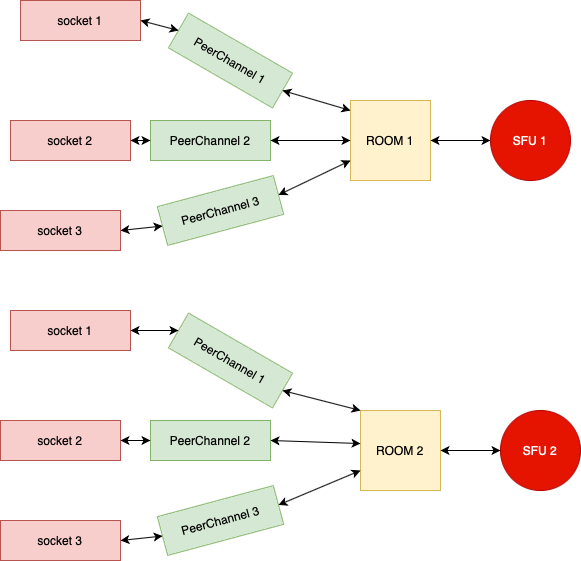 socket 1
PeerChannel 1
socket 2
PeerChannel 2
ROOM 1
SFU 1
socket 3
PeerChannel 3
socket 1
PeerChannel 1
socket 2
PeerChannel 2
ROOM 2
SFU 2
socket 3
PeerChannel 3